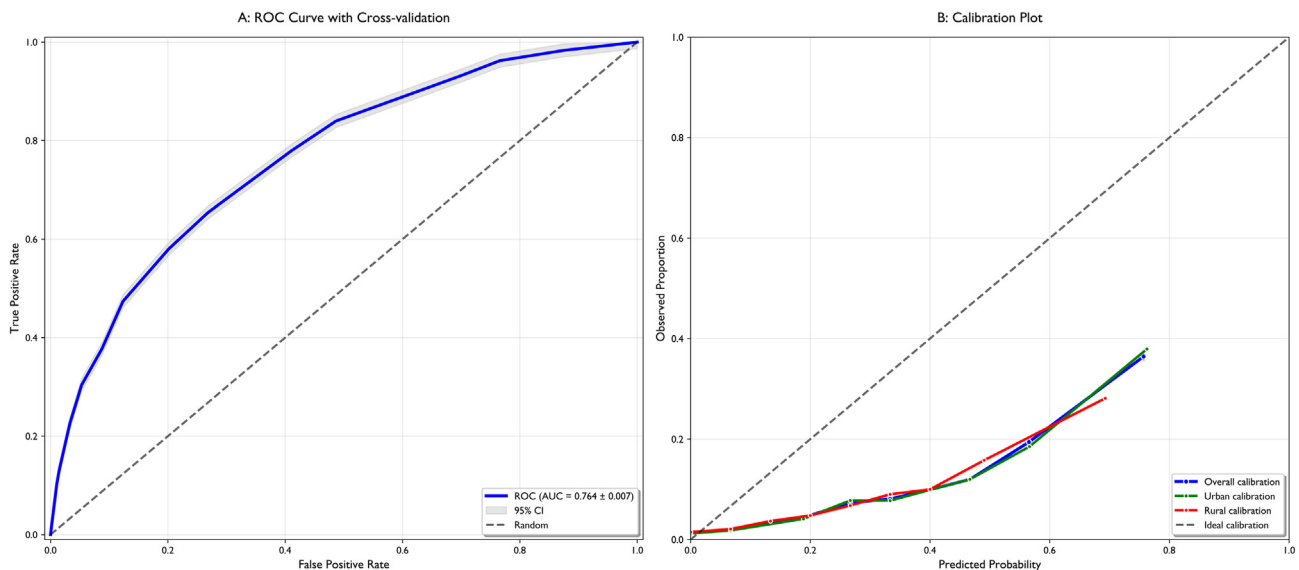 A: ROC Curve with Cross-validation
1.0
0.8
0.6
0.4
0.2
0.0
True Positive Rate
0.0 0.2 0.4 0.6 0.8 1.0
False Positive Rate
ROC (AUC = 0.764 ± 0.007)
95% CI
Random
B: Calibration Plot
1.0
0.8
0.6
0.4
0.2
0.0
Observed Proportion
0.0 0.2 0.4 0.6 0.8 1.0
Predicted Probability
Overall calibration
Urban calibration
Rural calibration
Ideal calibration